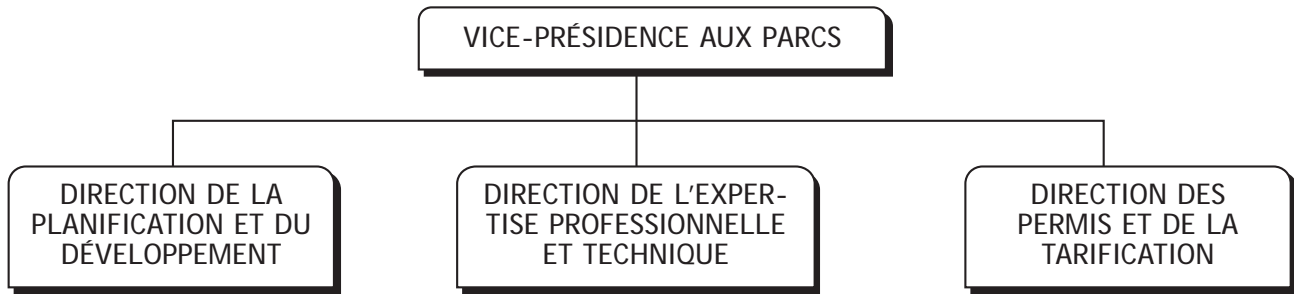 VICE-PRÉSIDENCE AUX PARCS
DIRECTION DE LA
PLANIFICATION ET DU
DÉVELOPPEMENT
DIRECTION DE L'EXPER-
TISE PROFESSIONNELLE
ET TECHNIQUE
DIRECTION DES
PERMIS ET DE LA
TARIFICATION